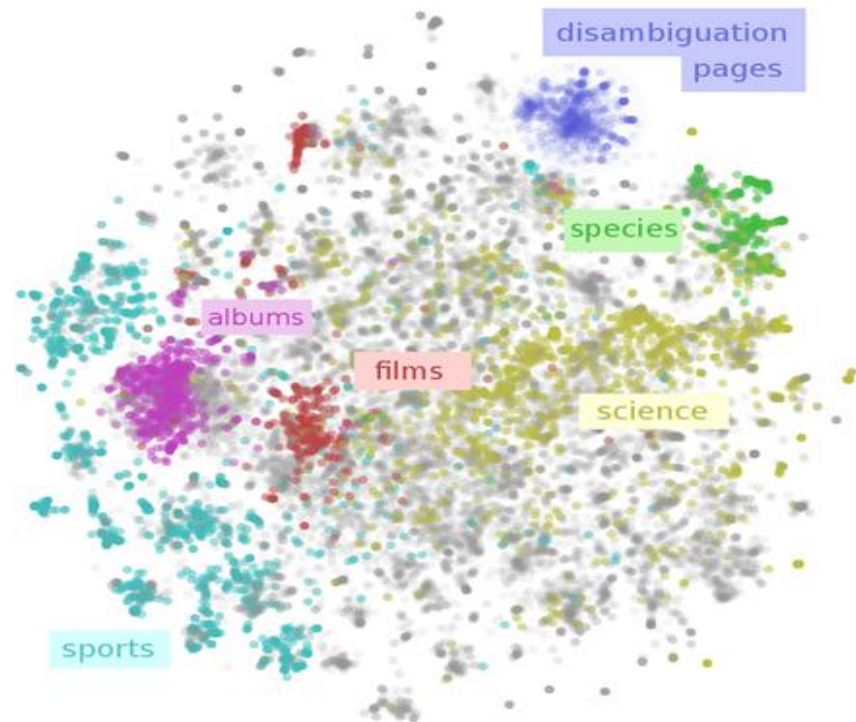 disambiguation
pages
species
albums
films
science
sports